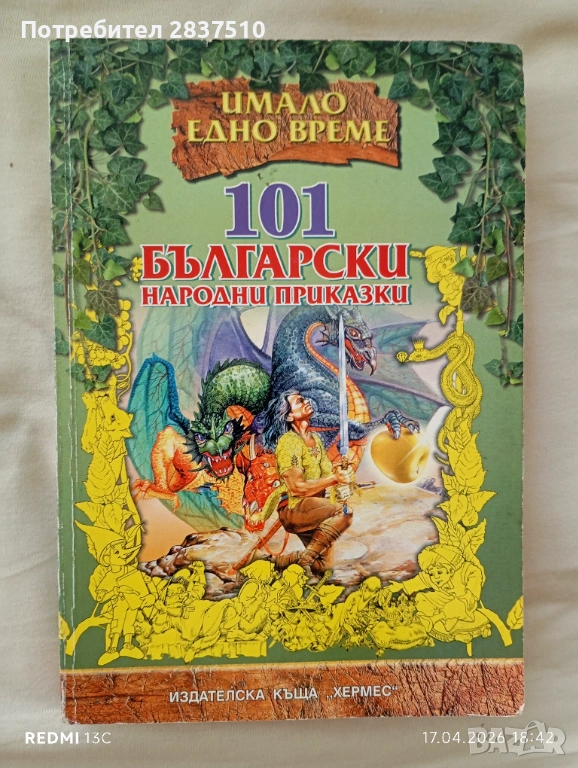 Потребител 2837510
ИМАЛО
ЕДНО ВРЕМЕ
101
БЪЛГАРСКИ
НАРОДНИ ПРИКАЗКИ
ИЗДАТЕЛСКА КЪЩА „ХЕРМЕС“
REDMI 13C
17.04.2026 18:42
BAZAR